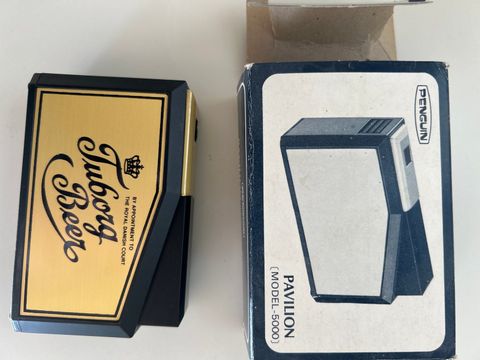 Tuborg
Beer
BY APPOINTMENT TO
THE ROYAL DANISH COURT
PENGUIN
PAVILION
(MODEL-5000)